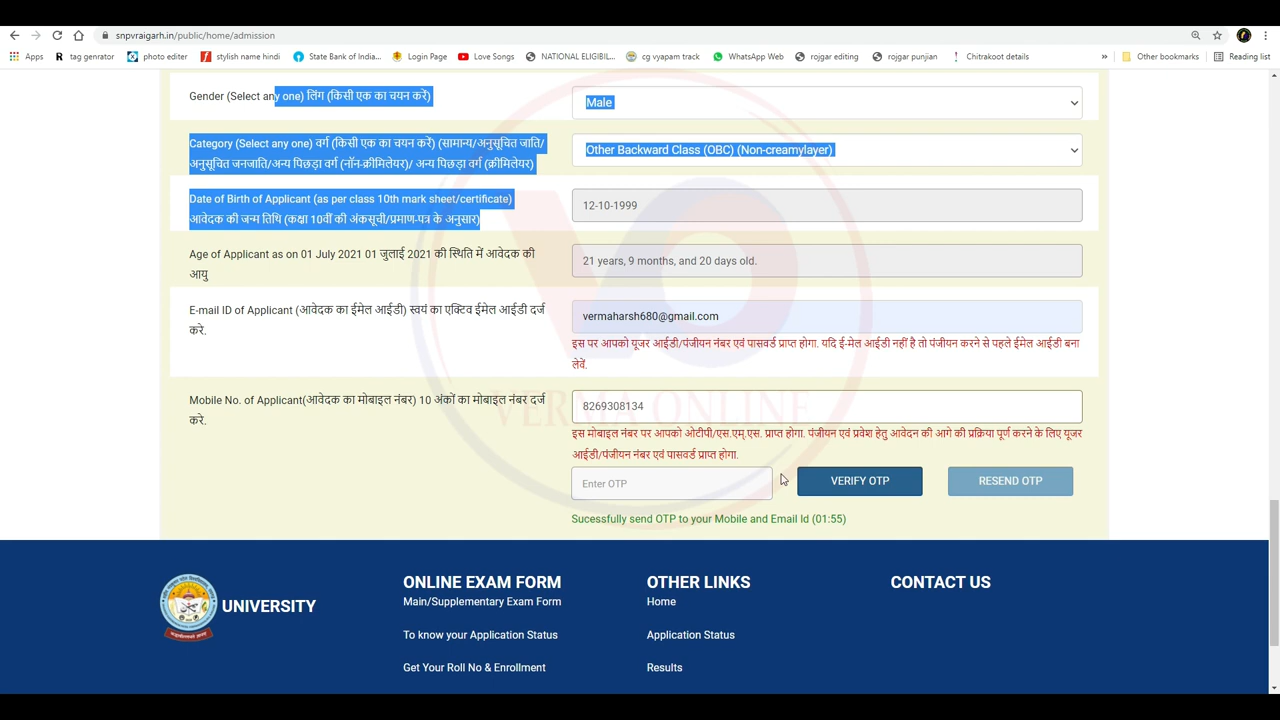 snpvraigarh.in/public/home/admission
Apps tag genrator photo editer stylish name hindi State Bank of India... Login Page Love Songs NATIONAL ELIGIBIL... cg vyapam track WhatsApp Web rojgar editing rojgar punjian Chitrakoot details » Other bookmarks Reading list
Gender (Select any one) लिंग (किसी एक का चयन करें)
Male
Category (Select any one) वर्ग (किसी एक का चयन करें) (सामान्य/अनुसूचित जाति/
अनुसूचित जनजाति/अन्य पिछड़ा वर्ग (नॉन-क्रीमिलेयर)/ अन्य पिछड़ा वर्ग (क्रीमिलेयर)
Other Backward Class (OBC) (Non-creamylayer)
Date of Birth of Applicant (as per class 10th mark sheet/certificate)
आवेदक की जन्म तिथि (कक्षा 10वीं की अंकसूची/प्रमाण-पत्र के अनुसार)
12-10-1999
Age of Applicant as on 01 July 2021 01 जुलाई 2021 की स्थिति में आवेदक की
आयु
21 years, 9 months, and 20 days old.
E-mail ID of Applicant (आवेदक का ईमेल आईडी) स्वयं का एक्टिव ईमेल आईडी दर्ज
करे.
vermaharsh680@gmail.com
इस पर आपको यूजर आईडी/पंजीयन नंबर एवं पासवर्ड प्राप्त होगा. यदि ई-मेल आईडी नहीं है तो पंजीयन करने से पहले ईमेल आईडी बना
लेवें.
Mobile No. of Applicant(आवेदक का मोबाइल नंबर) 10 अंकों का मोबाइल नंबर दर्ज
करे.
8269308134
इस मोबाइल नंबर पर आपको ओटीपी/एस.एम्.एस. प्राप्त होगा. पंजीयन एवं प्रवेश हेतु आवेदन की आगे की प्रक्रिया पूर्ण करने के लिए यूजर
आईडी/पंजीयन नंबर एवं पासवर्ड प्राप्त होगा.
VERMA ONLINE
Enter OTP
VERIFY OTP
RESEND OTP
Sucessfully send OTP to your Mobile and Email Id (01:55)
UNIVERSITY
ONLINE EXAM FORM
Main/Supplementary Exam Form
To know your Application Status
Get Your Roll No & Enrollment
OTHER LINKS
Home
Application Status
Results
CONTACT US